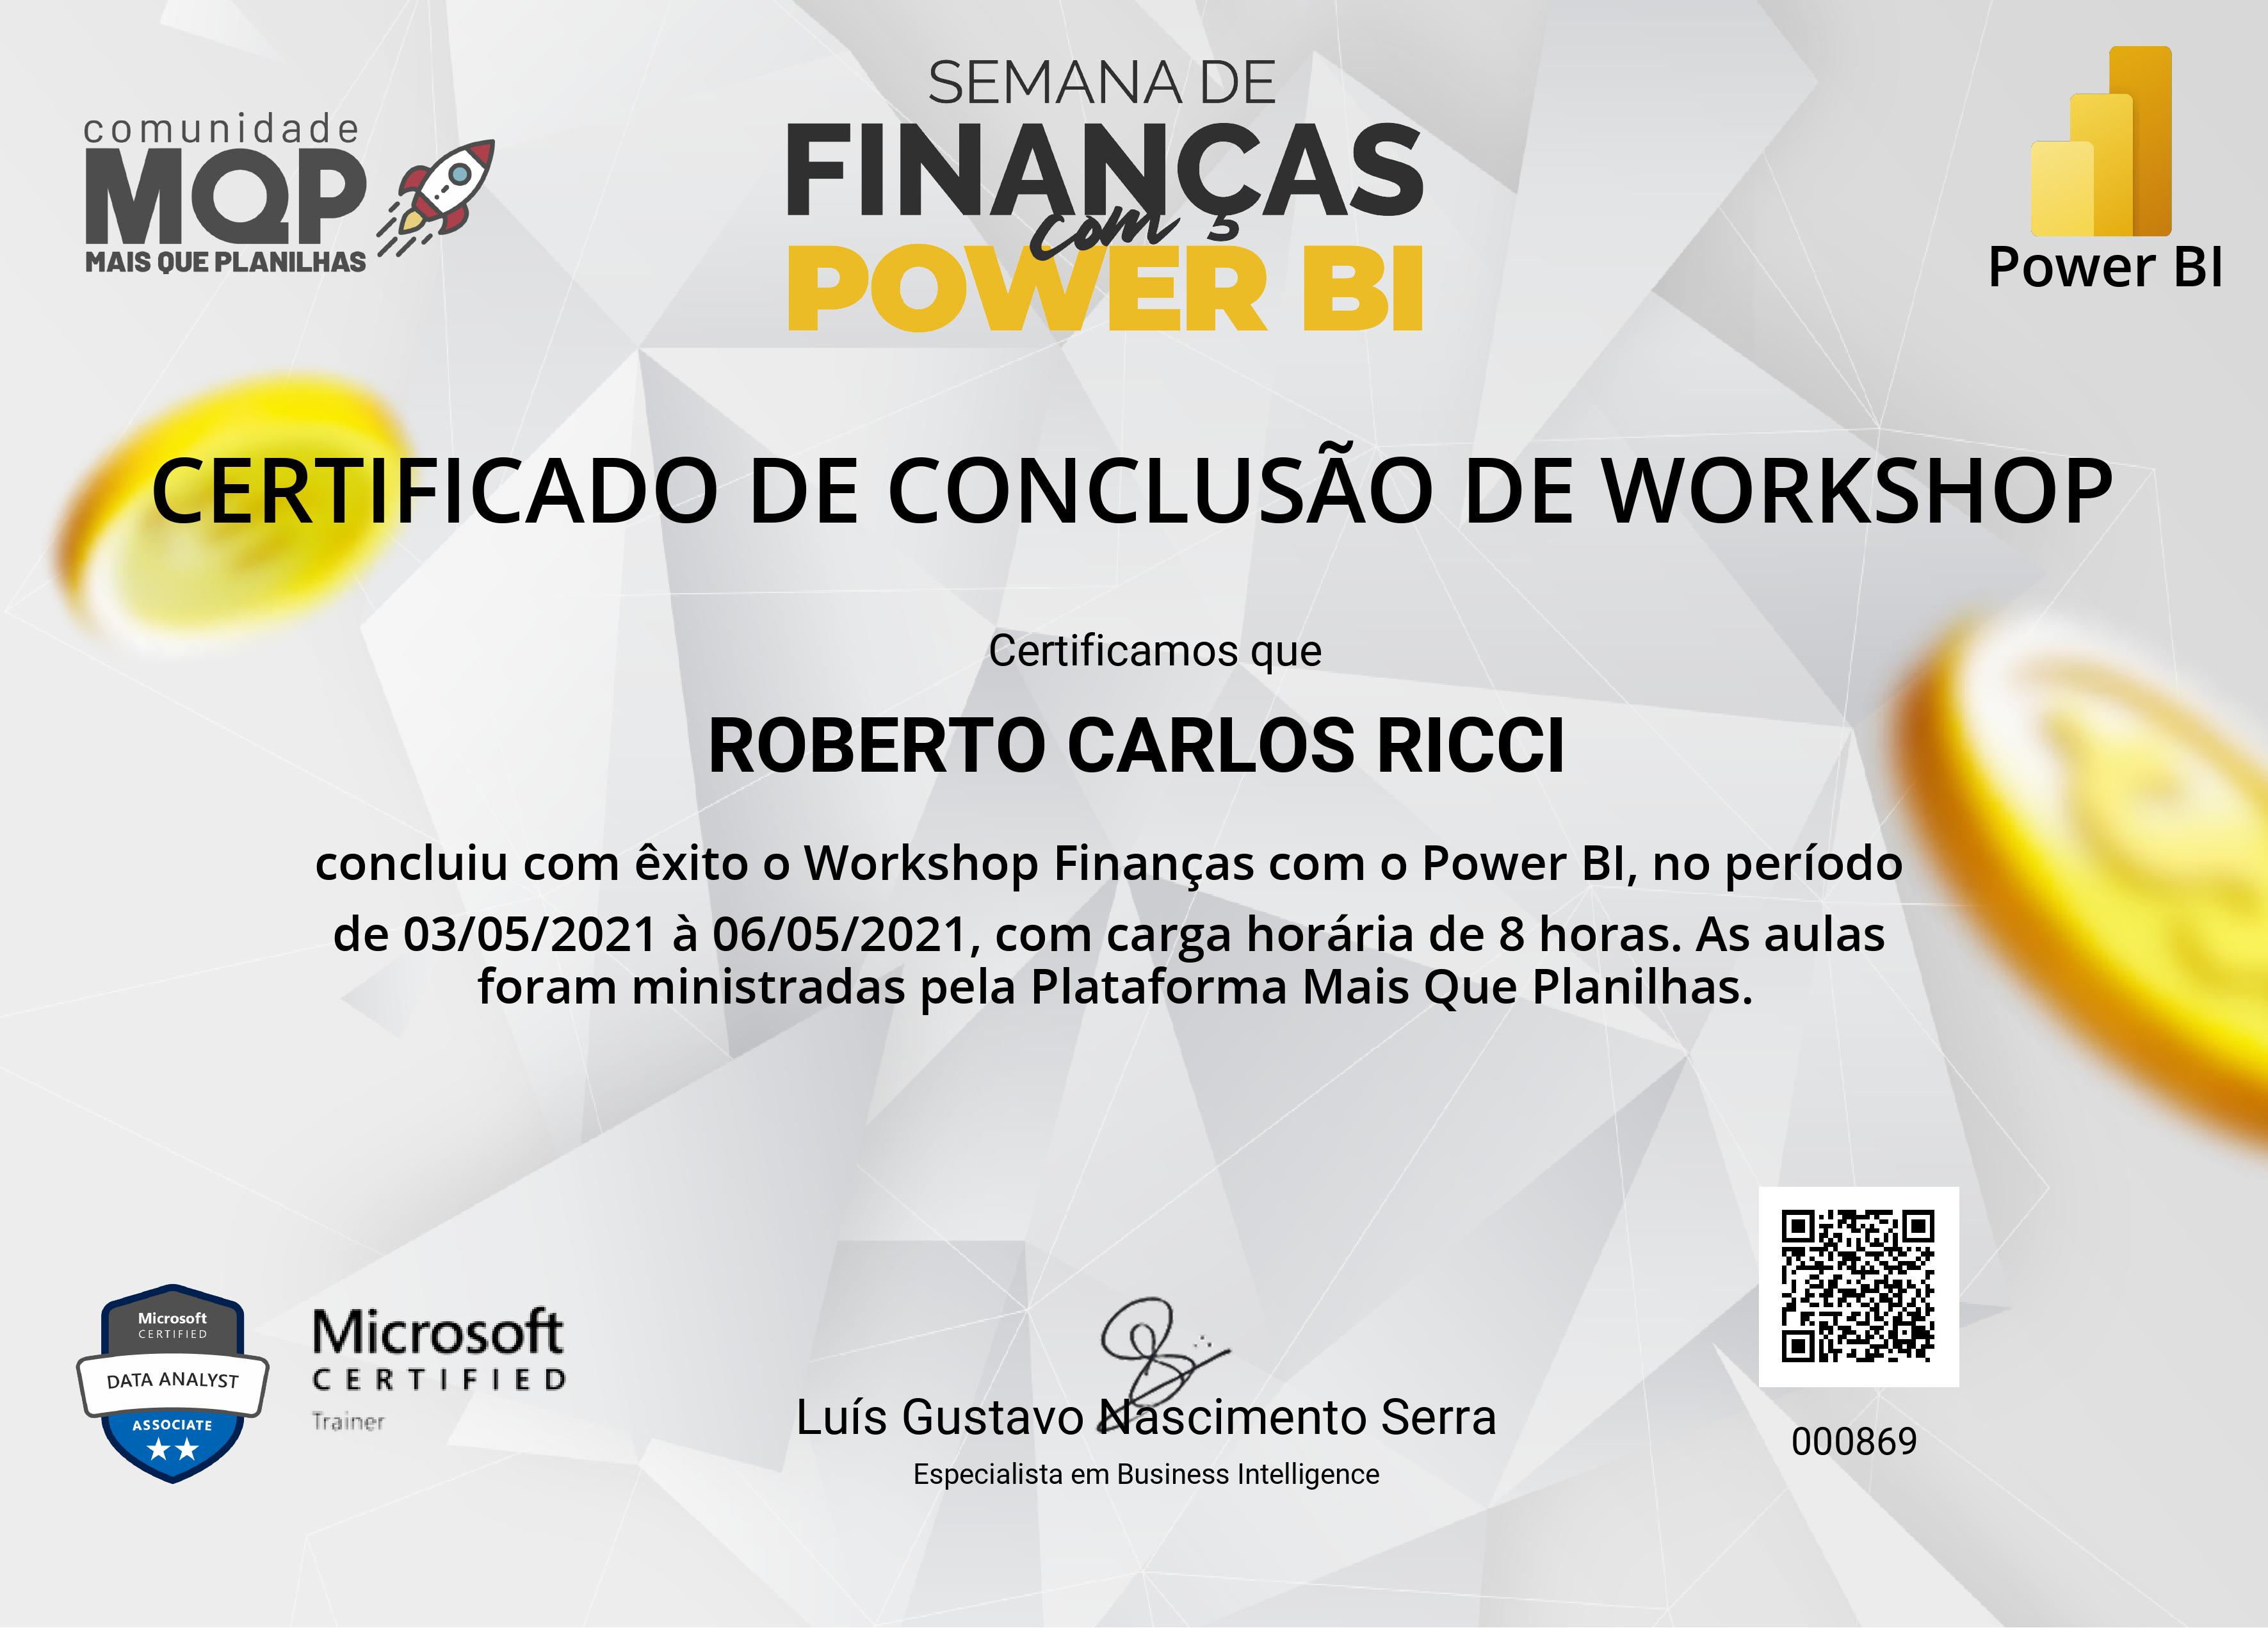 comunidade
MQP
MAIS QUE PLANILHAS
SEMANA DE
FINANÇAS
com
POWER BI
Power BI
CERTIFICADO DE CONCLUSÃO DE WORKSHOP
Certificamos que
ROBERTO CARLOS RICCI
concluiu com êxito o Workshop Finanças com o Power BI, no período
de 03/05/2021 à 06/05/2021, com carga horária de 8 horas. As aulas
foram ministradas pela Plataforma Mais Que Planilhas.
Microsoft
CERTIFIED
DATA ANALYST
ASSOCIATE
Microsoft
CERTIFIED
Trainer
Luís Gustavo Nascimento Serra
Especialista em Business Intelligence
000869